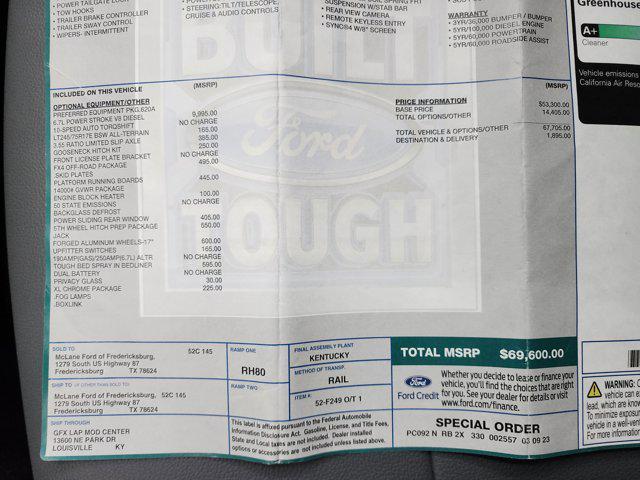 POWER TAILGATE LOCK
• TOW HOOKS
• TRAILER BRAKE CONTROLLER
• TRAILER SWAY CONTROL
• WIPERS- INTERMITTENT
• STEERING:TILT/TELESCOPE,
CRUISE & AUDIO CONTROLS
SUSPENSION W/STAB BAR
• REAR VIEW CAMERA
• REMOTE KEYLESS ENTRY
• SYNC® W/8" SCREEN
WARRANTY
• 3YR/36,000 BUMPER / BUMPER
• 5YR/100,000 DIESEL ENGINE
• 5YR/60,000 POWERTRAIN
• 5YR/60,000 ROADSIDE ASSIST
Greenhouse
A+
Cleaner
Vehicle emissions
California Air Reso
BUILT
Ford
TOUGH
INCLUDED ON THIS VEHICLE
(MSRP)
OPTIONAL EQUIPMENT/OTHER
PREFERRED EQUIPMENT PKG.620A
6.7L POWER STROKE V8 DIESEL 9,995.00
10-SPEED AUTO TORQSHIFT NO CHARGE
LT245/75R17E BSW ALL-TERRAIN 165.00
3.55 RATIO LIMITED SLIP AXLE 385.00
GOOSENECK HITCH KIT 250.00
FRONT LICENSE PLATE BRACKET NO CHARGE
FX4 OFF-ROAD PACKAGE 495.00
.SKID PLATES
PLATFORM RUNNING BOARDS 445.00
14000# GVWR PACKAGE
ENGINE BLOCK HEATER 100.00
50 STATE EMISSIONS NO CHARGE
BACKGLASS DEFROST
POWER SLIDING REAR WINDOW 405.00
5TH WHEEL HITCH PREP PACKAGE 550.00
JACK
FORGED ALUMINUM WHEELS-17" 600.00
UPFITTER SWITCHES 165.00
190AMP(GAS)/250AMP(6.7L) ALTR NO CHARGE
TOUGH BED SPRAY IN BEDLINER 595.00
DUAL BATTERY NO CHARGE
PRIVACY GLASS 30.00
XL CHROME PACKAGE 225.00
.FOG LAMPS
.BOXLINK
PRICE INFORMATION
(MSRP)
BASE PRICE $53,300.00
TOTAL OPTIONS/OTHER 14,405.00
TOTAL VEHICLE & OPTIONS/OTHER 67,705.00
DESTINATION & DELIVERY 1,895.00
SOLD TO
52C 145
McLane Ford of Fredericksburg,
1279 South US Highway 87
Fredericksburg TX 78624
SHIP TO (IF OTHER THAN SOLD TO)
McLane Ford of Fredericksburg, 52C 145
1279 South US Highway 87
Fredericksburg TX 78624
SHIP THROUGH
GFX LAP MOD CENTER
13600 NE PARK DR
LOUISVILLE KY
RAMP ONE
RH80
RAMP TWO
FINAL ASSEMBLY PLANT
KENTUCKY
METHOD OF TRANSP.
RAIL
ITEM #:
52-F249 O/T 1
This label is affixed pursuant to the Federal Automobile
Information Disclosure Act. Gasoline, License, and Title Fees,
State and Local taxes are not included. Dealer installed
options or accessories are not included unless listed above.
TOTAL MSRP $69,600.00
Ford
Ford Credit
Whether you decide to lease or finance your
vehicle, you'll find the choices that are right
for you. See your dealer for details or visit
www.ford.com/finance.
SPECIAL ORDER
PC092 N RB 2X 330 002557 03 09 23
WARNING:
vehicle can
lead, which are know
To minimize exposure
vehicle in a well-vent
For more information